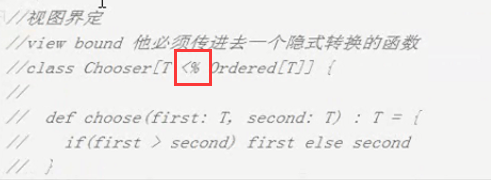 //视图界定
//view bound 他必须传进去一个隐式转换的函数
//class Chooser[T <% Ordered[T]] {
//
//  def choose(first: T, second: T) : T = {
//    if(first > second) first else second
//  }